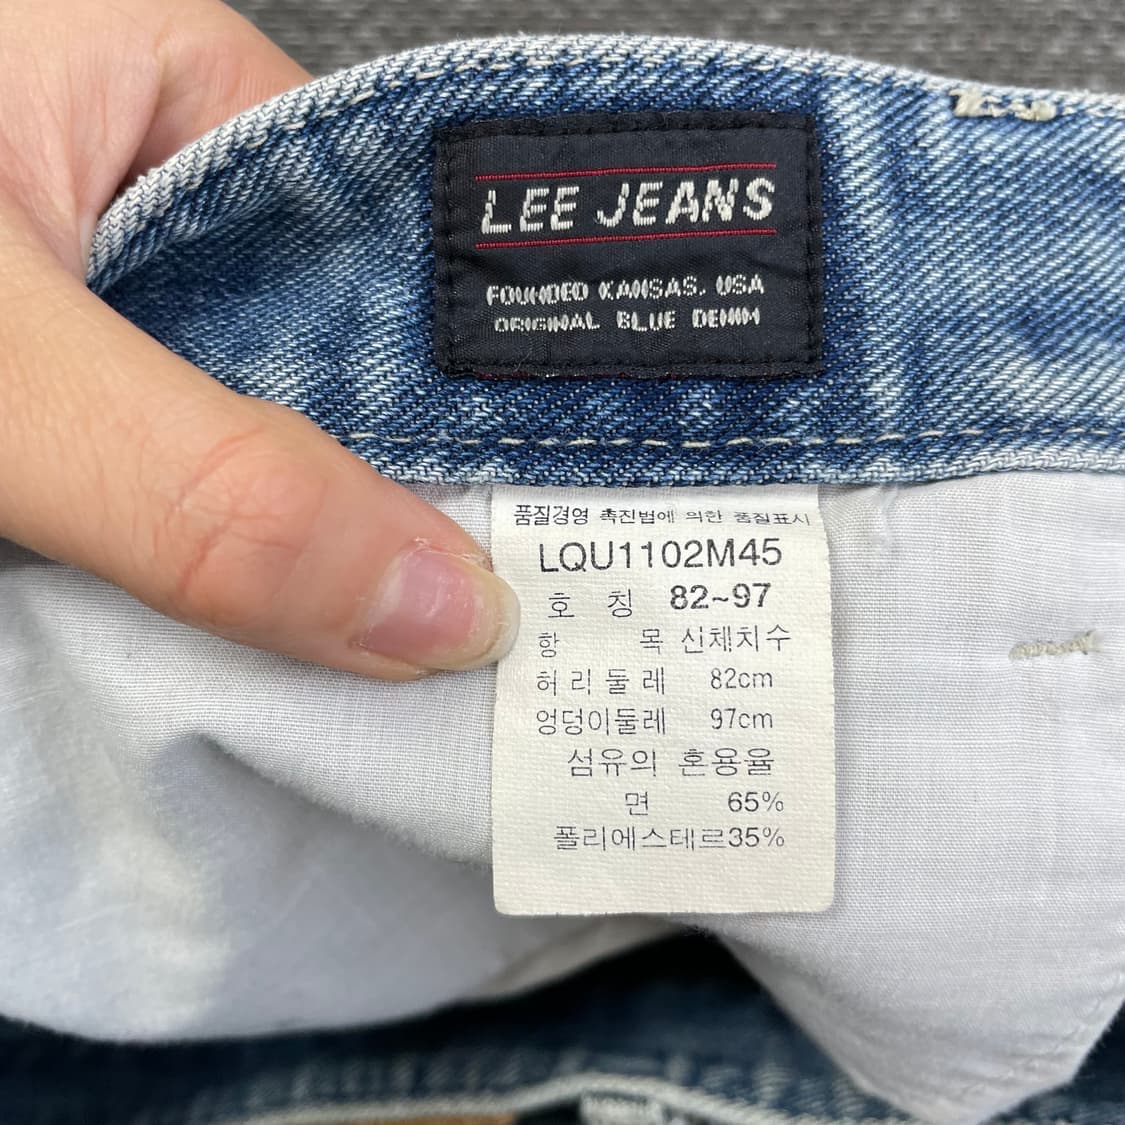 LEE JEANS
FOUNDED KANSAS, USA
ORIGINAL BLUE DENIM
품질경영 촉진법에 의한 품질표시
LQU1102M45
호 칭 82~97
항 목 신체치수
허리둘레 82cm
엉덩이둘레 97cm
섬유의 혼용율
면 65%
폴리에스테르35%